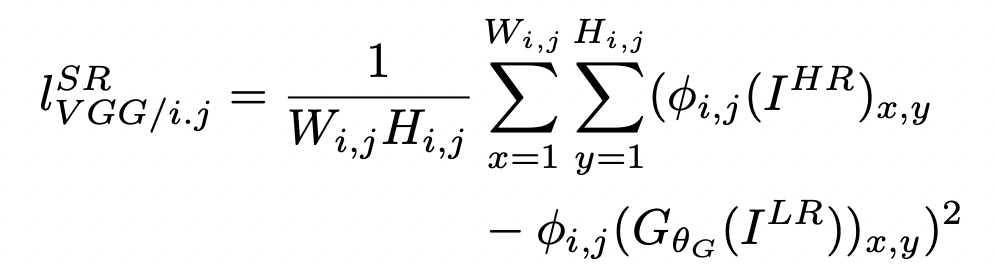 l^{SR}_{VGG/i.j} = \frac{1}{W_{i,j}H_{i,j}} \sum_{x=1}^{W_{i,j}} \sum_{y=1}^{H_{i,j}} (\phi_{i,j}(I^{HR})_{x,y}
- \phi_{i,j}(G_{\theta_G}(I^{LR}))_{x,y})^2